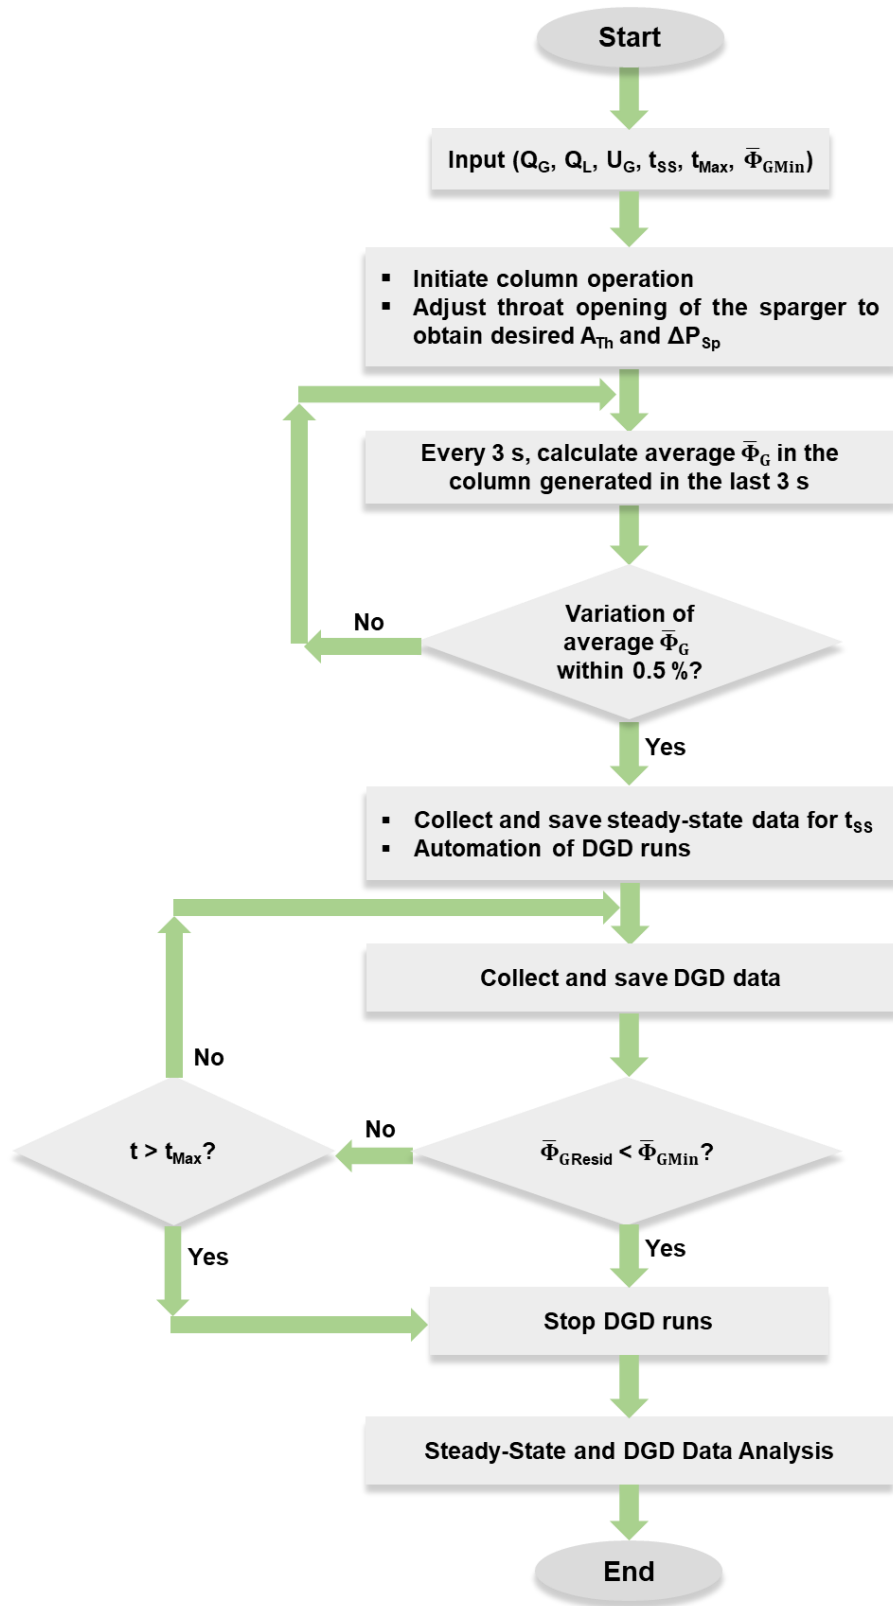 Start
Input (Q_G, Q_L, U_G, t_SS, t_Max, Φ̅_GMin)
▪ Initiate column operation
▪ Adjust throat opening of the sparger to
obtain desired A_Th and ΔP_Sp
Every 3 s, calculate average Φ̅_G in the
column generated in the last 3 s
Variation of
average Φ̅_G
within 0.5 %?
No
Yes
▪ Collect and save steady-state data for t_SS
▪ Automation of DGD runs
Collect and save DGD data
Φ̅_GResid < Φ̅_GMin?
No
t > t_Max?
No
Yes
Yes
Stop DGD runs
Steady-State and DGD Data Analysis
End